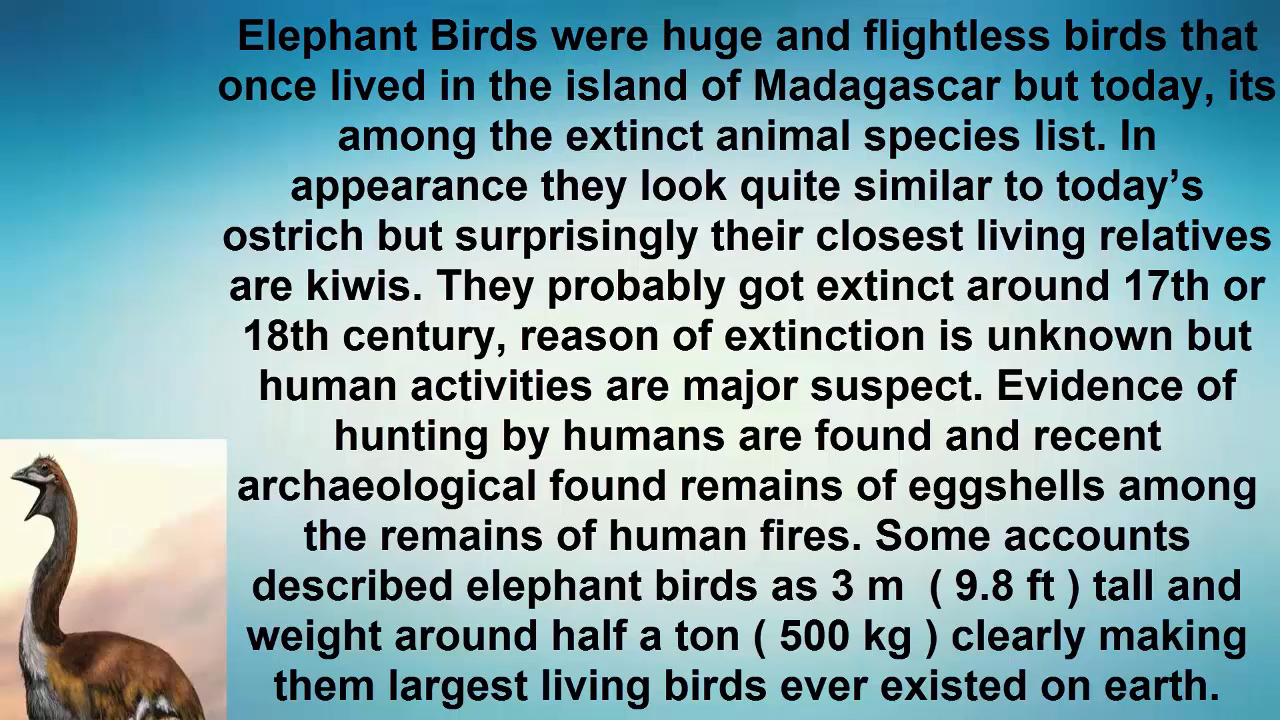 Elephant Birds were huge and flightless birds that
once lived in the island of Madagascar but today, its
among the extinct animal species list. In
appearance they look quite similar to today’s
ostrich but surprisingly their closest living relatives
are kiwis. They probably got extinct around 17th or
18th century, reason of extinction is unknown but
human activities are major suspect. Evidence of
hunting by humans are found and recent
archaeological found remains of eggshells among
the remains of human fires. Some accounts
described elephant birds as 3 m  ( 9.8 ft ) tall and
weight around half a ton ( 500 kg ) clearly making
them largest living birds ever existed on earth.